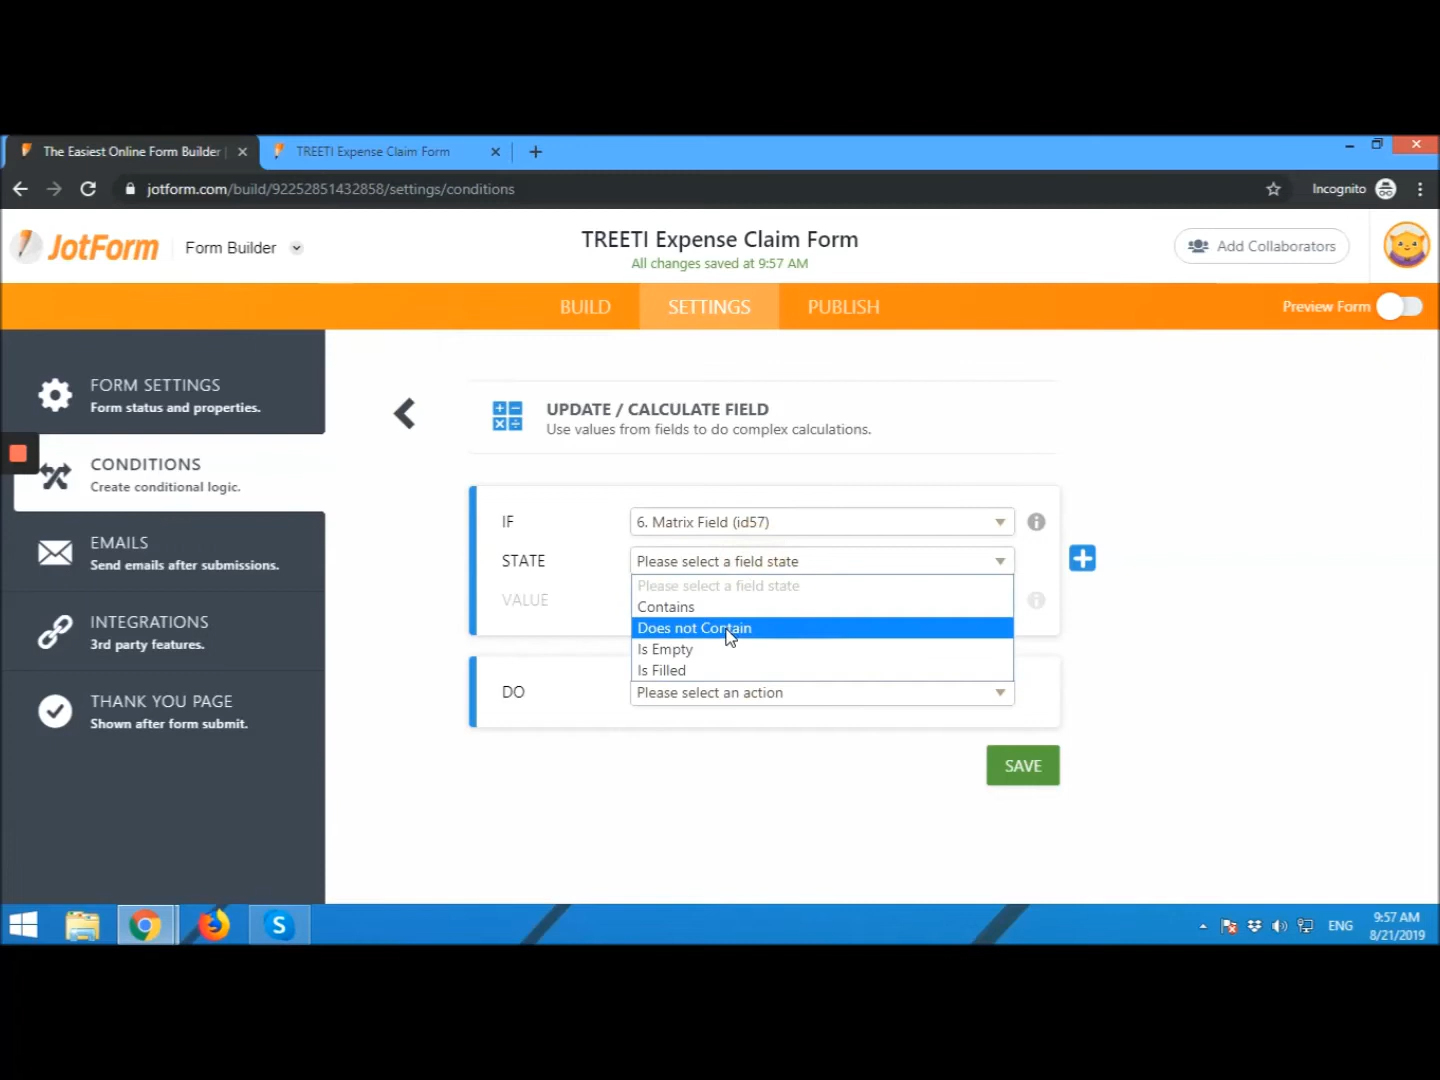 The Easiest Online Form Builder
TREETI Expense Claim Form
jotform.com/build/92252851432858/settings/conditions
Incognito
JotForm
Form Builder
TREETI Expense Claim Form
All changes saved at 9:57 AM
Add Collaborators
BUILD
SETTINGS
PUBLISH
Preview Form
FORM SETTINGS
Form status and properties.
CONDITIONS
Create conditional logic.
EMAILS
Send emails after submissions.
INTEGRATIONS
3rd party features.
THANK YOU PAGE
Shown after form submit.
UPDATE / CALCULATE FIELD
Use values from fields to do complex calculations.
IF
6. Matrix Field (id57)
STATE
Please select a field state
VALUE
Please select a field state
Contains
Does not Contain
Is Empty
Is Filled
DO
Please select an action
SAVE
ENG
9:57 AM
8/21/2019